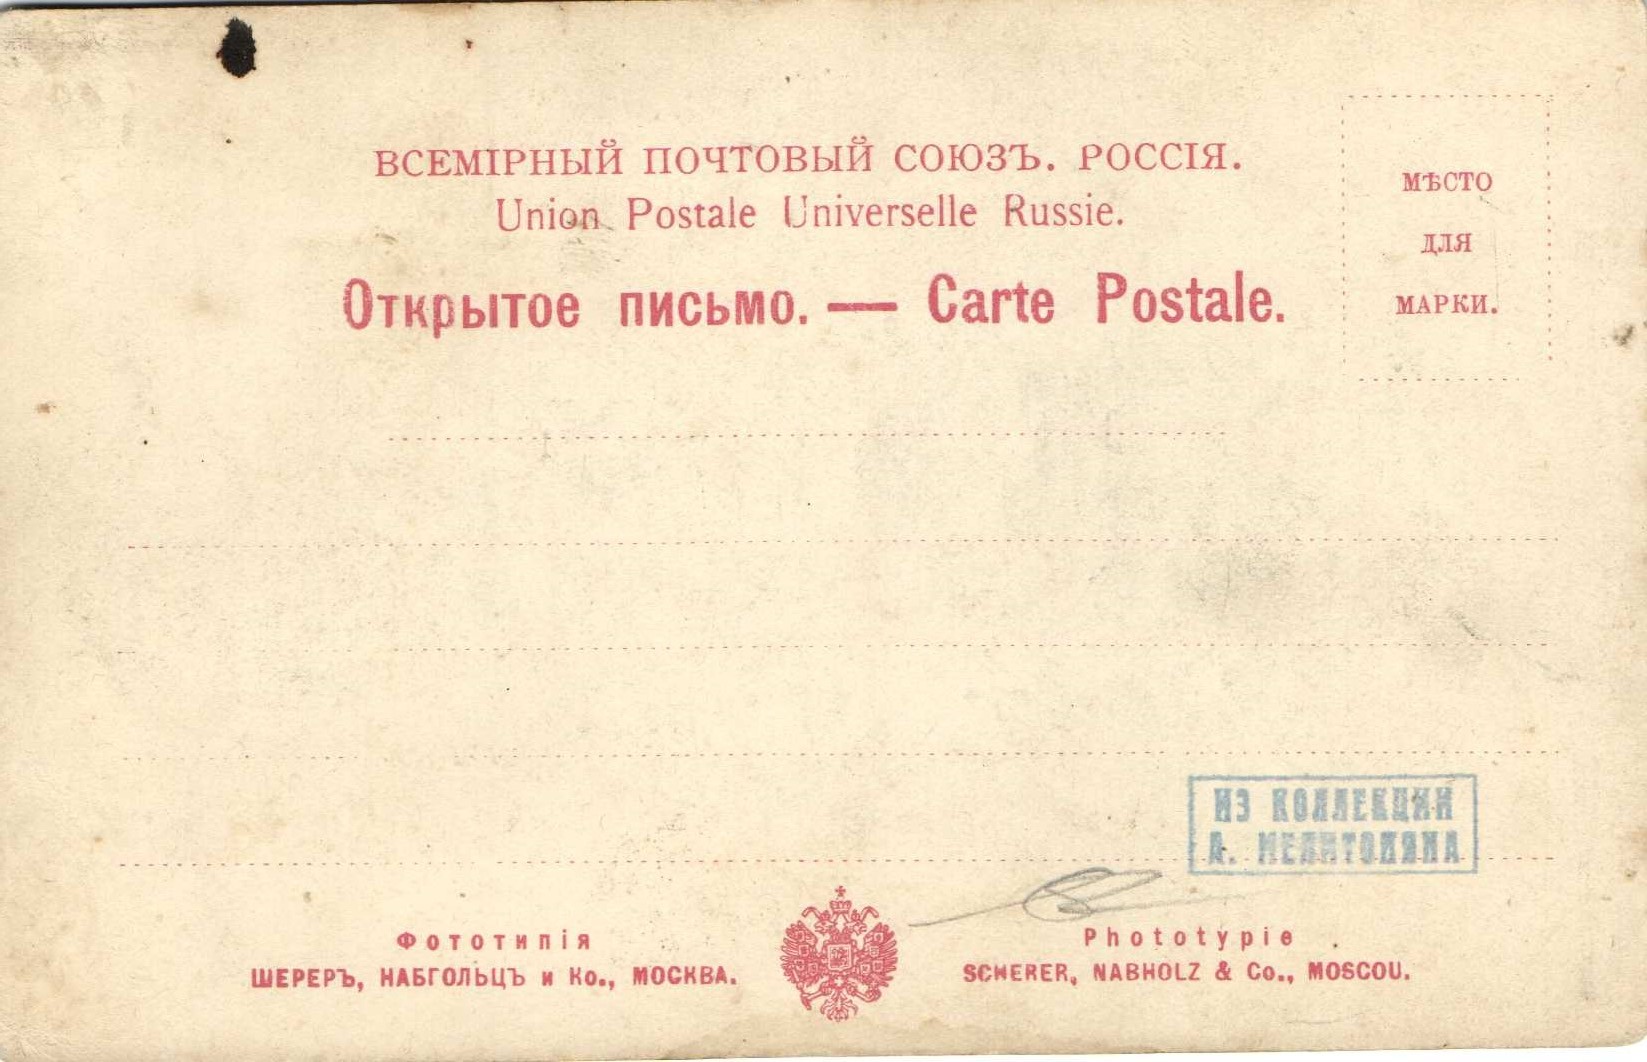 ВСЕМІРНЫЙ ПОЧТОВЫЙ СОЮЗЪ. РОССІЯ.
Union Postale Universelle Russie.
Открытое письмо. — Carte Postale.
МѢСТО
ДЛЯ
МАРКИ.
ИЗ КОЛЛЕКЦИИ
А. МЕЛИТОНЯНА
Фототипія
ШЕРЕРЪ, НАБГОЛЬЦЪ и Ко., МОСКВА.
Phototypie
SCHERER, NABHOLZ & Co., MOSCOU.